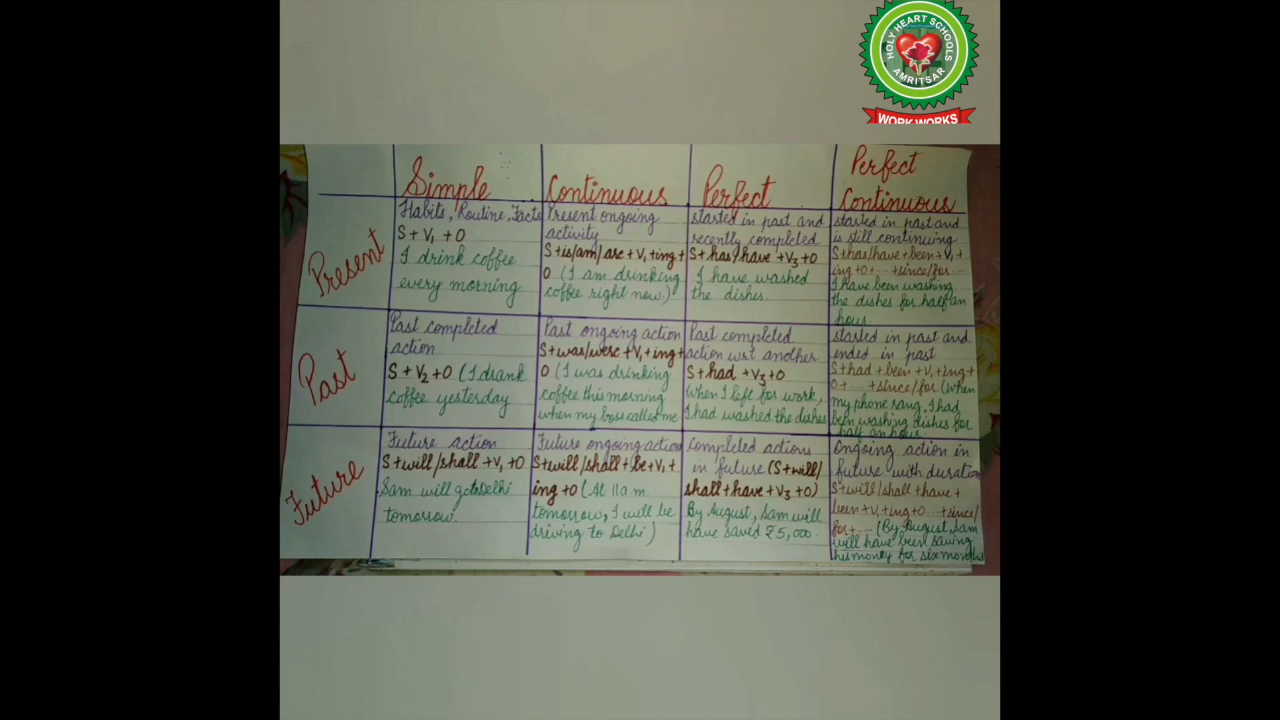 HOLY HEART SCHOOLS
AMRITSAR
WORK WORKS
Simple
Continuous
Perfect
Perfect
Continuous
Present
Habits, Routine, Facts
S + V1 + O
I drink coffee
every morning
Present ongoing
activity
S+is/am/are+V1+ing+
O (I am drinking
coffee right now.)
started in past and
recently completed
S+has/have+V3+O
I have washed
the dishes.
started in past and
is still continuing
S+has/have+been+V1+
ing+O+---+since/for---
I have been washing
the dishes for half an
hour.
Past
Past completed
action
S+V2+O (I drank
coffee yesterday
Past ongoing action
S+was/were+V1+ing+
O (I was drinking
coffee this morning
when my boss called me
Past completed
action wrt another
S+had+V3+O
When I left for work,
I had washed the dishes
started in past and
ended in past
S+had+been+V1+ing+
O+---+since/for (When
my phone rang, I had
been washing dishes for
half an hour
Future
Future action
S+will/shall+V1+O
Sam will go to Delhi
tomorrow.
Future ongoing action
S+will/shall+be+V1+
ing+O (At 11a.m.
tomorrow, I will be
driving to Delhi)
Completed actions
in future (S+will/
shall+have+V3+O)
By August, Sam will
have saved ₹5,000.
Ongoing action in
future with duration
S+will/shall+have+
been+V1+ing+O---+since/
for+--- (By August, Sam
will have been saving
his money for six months